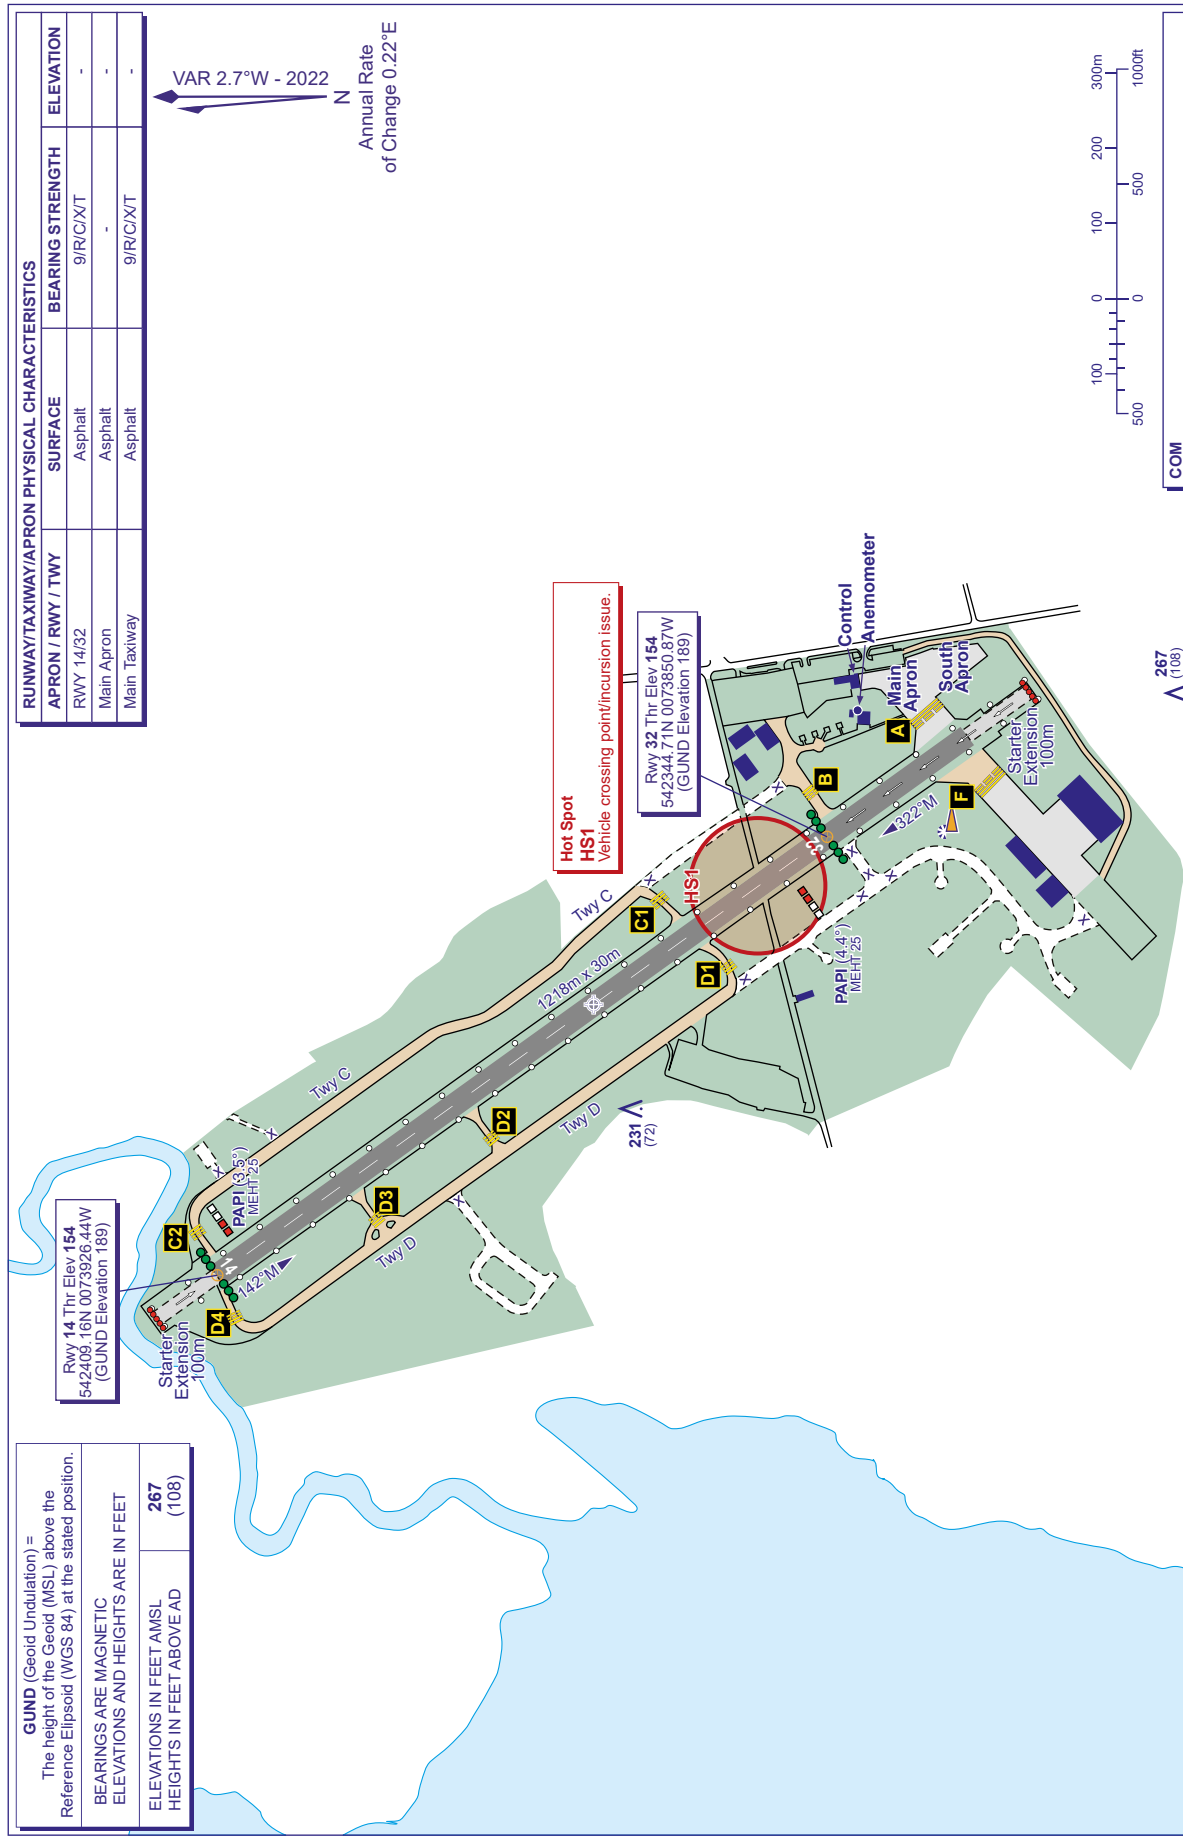 GUND (Geoid Undulation) =
The height of the Geoid (MSL) above the
Reference Elipsoid (WGS 84) at the stated position.
BEARINGS ARE MAGNETIC
ELEVATIONS AND HEIGHTS ARE IN FEET
ELEVATIONS IN FEET AMSL
HEIGHTS IN FEET ABOVE AD
267
(108)
RUNWAY/TAXIWAY/APRON PHYSICAL CHARACTERISTICS
APRON / RWY / TWY SURFACE BEARING STRENGTH ELEVATION
RWY 14/32 Asphalt 9/R/C/X/T -
Main Apron Asphalt - -
Main Taxiway Asphalt 9/R/C/X/T -
VAR 2.7°W - 2022
N
Annual Rate
of Change 0.22°E
Rwy 14 Thr Elev 154
542409.16N 0073926.44W
(GUND Elevation 189)
Starter
Extension
100m
D4
C2
14
142°M
PAPI (3.5°)
MEHT 25
Twy C
Twy D
D3
D2
Twy D
231
(72)
1218m x 30m
Twy C
C1
D1
HS1
Hot Spot
HS1
Vehicle crossing point/incursion issue.
Rwy 32 Thr Elev 154
542344.71N 0073850.87W
(GUND Elevation 189)
PAPI (4.4°)
MEHT 25
32
322°M
B
A
F
Control
Anemometer
Main
Apron
South
Apron
Starter
Extension
100m
267
(108)
100 0 100 200 300m
500 0 500 1000ft
COM
X
X
X
X
X
X
X
X
X
X
X
X